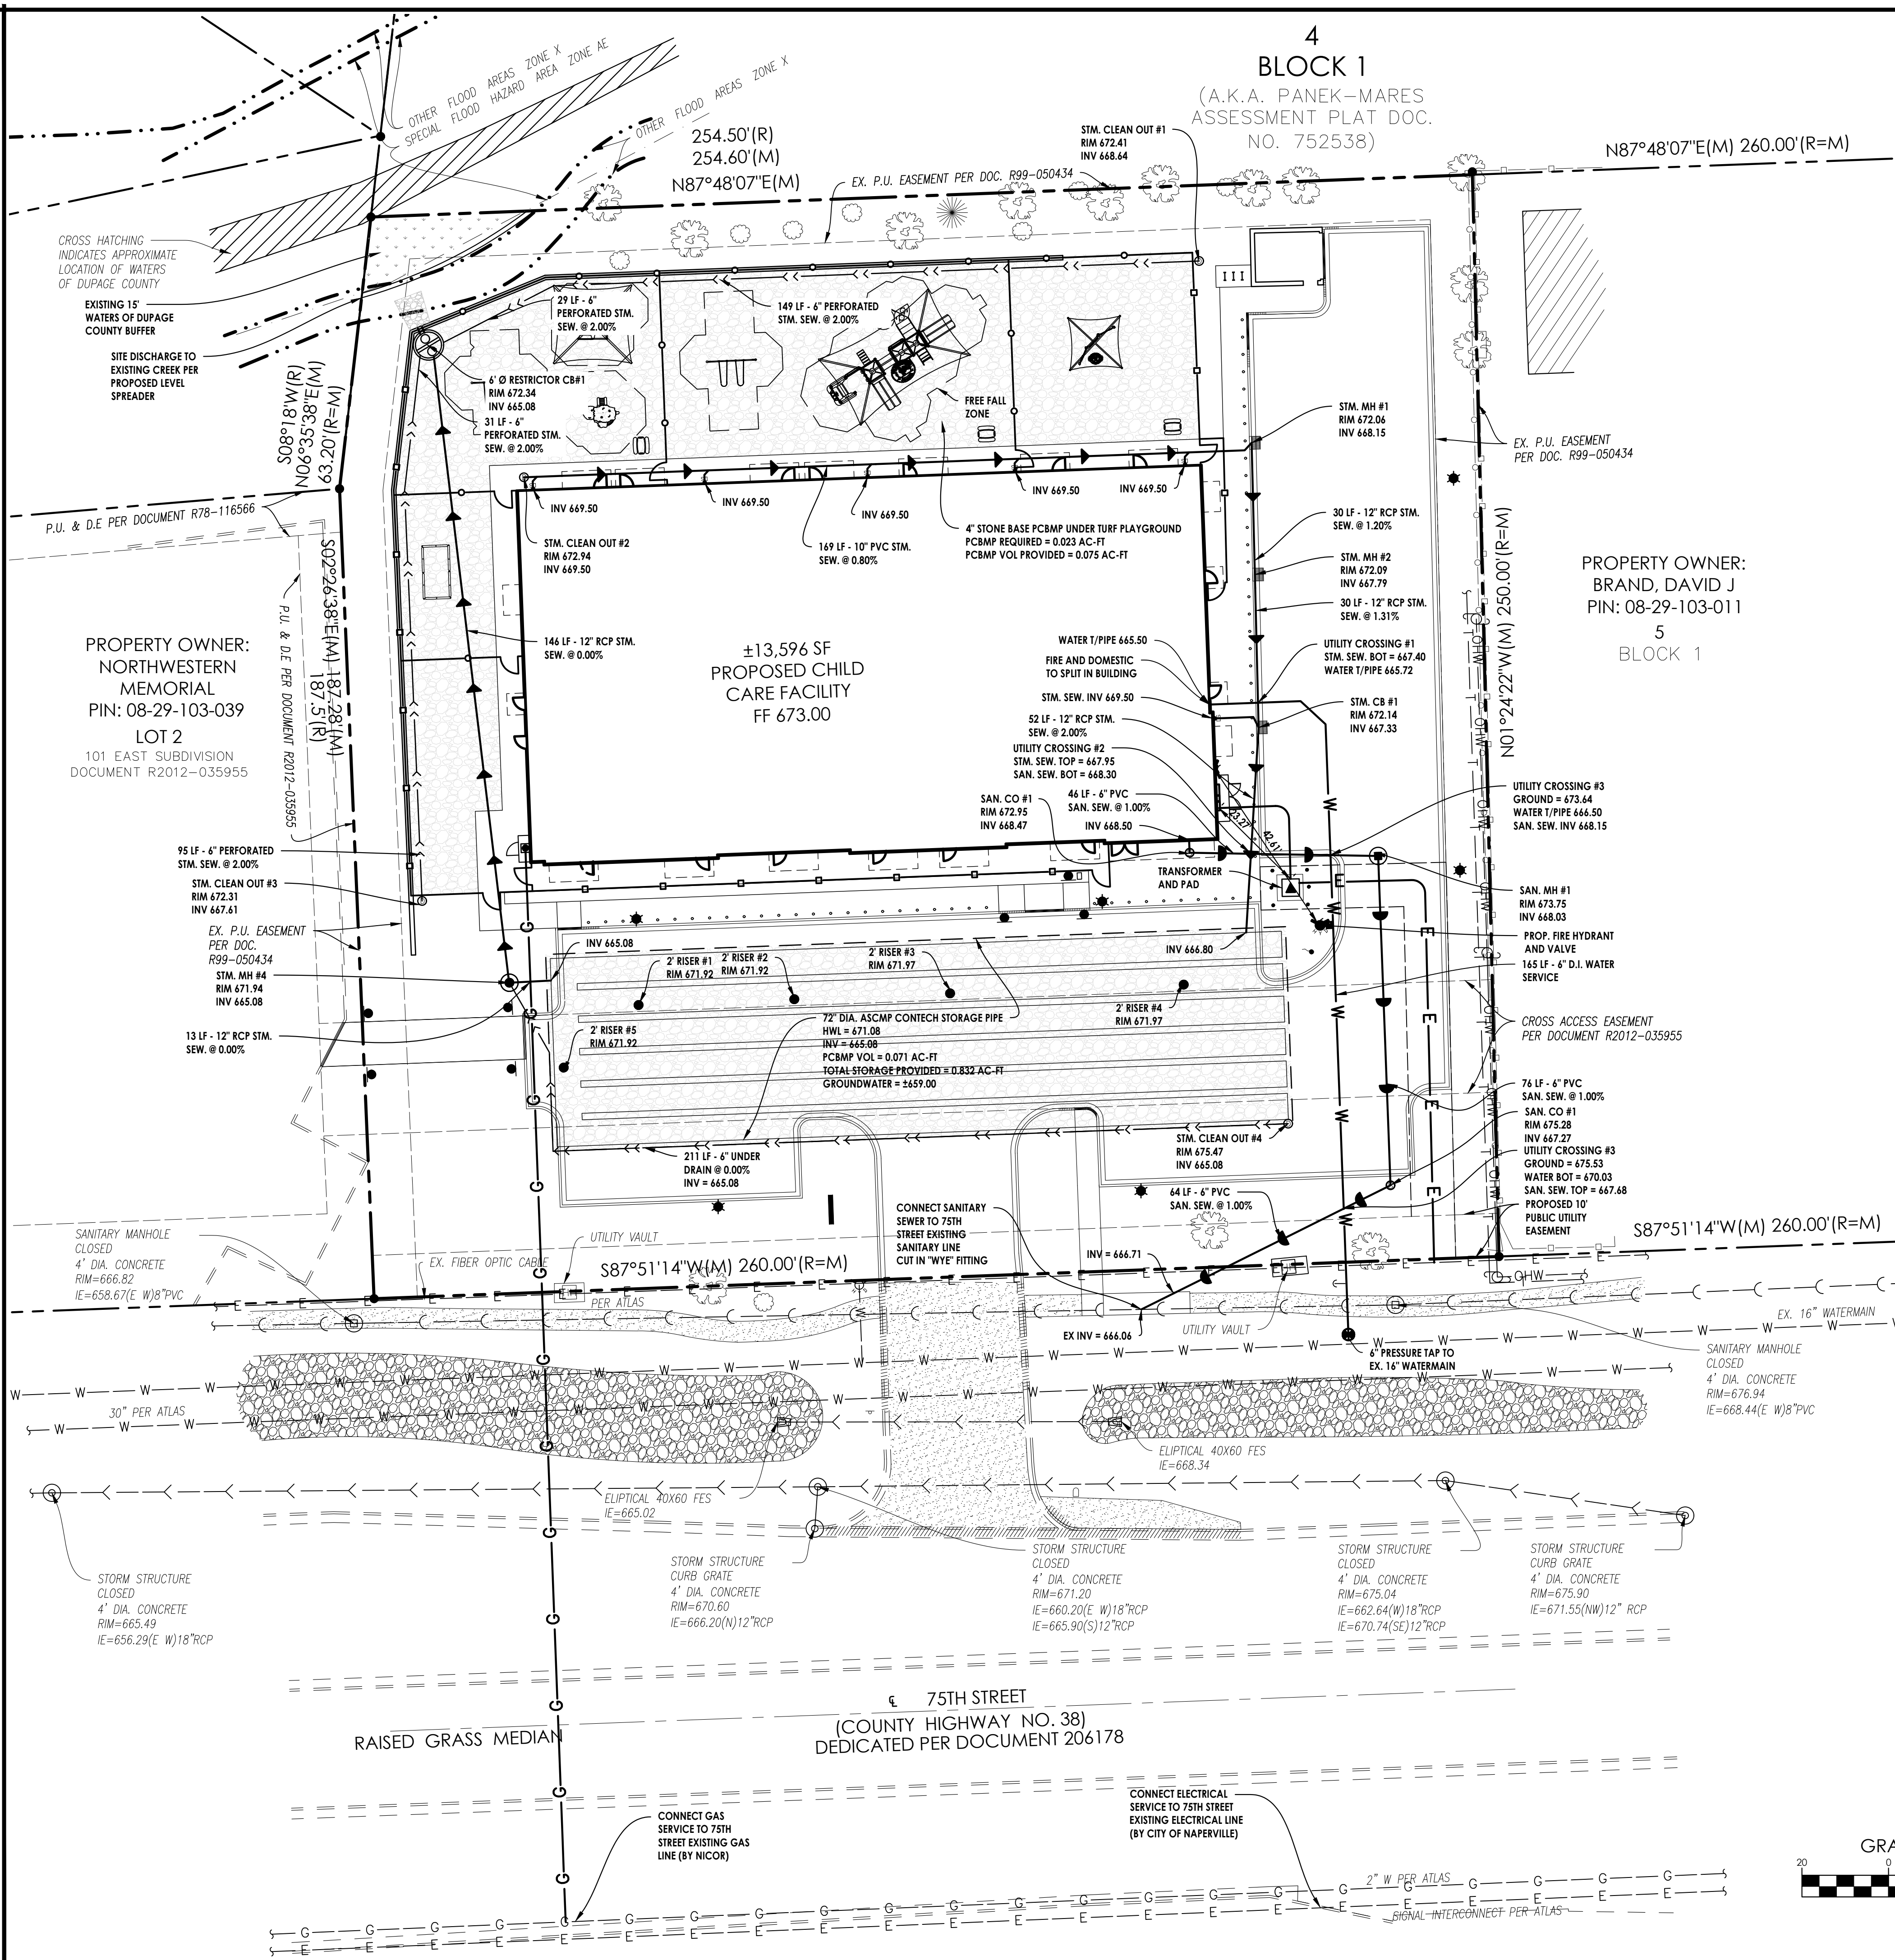 4
BLOCK 1
(A.K.A. PANEK-MARES
ASSESSMENT PLAT DOC.
NO. 752538)
OTHER FLOOD AREAS ZONE X
SPECIAL FLOOD HAZARD AREA ZONE AE
OTHER FLOOD AREAS ZONE X
254.50'(R)
254.60'(M)
N87°48'07"E(M)
EX. P.U. EASEMENT PER DOC. R99-050434
STM. CLEAN OUT #1
RIM 672.41
INV 668.64
N87°48'07"E(M) 260.00'(R=M)
CROSS HATCHING
INDICATES APPROXIMATE
LOCATION OF WATERS
OF DUPAGE COUNTY
EXISTING 15'
WATERS OF DUPAGE
COUNTY BUFFER
SITE DISCHARGE TO
EXISTING CREEK PER
PROPOSED LEVEL
SPREADER
29 LF - 6"
PERFORATED STM.
SEW. @ 2.00%
149 LF - 6" PERFORATED
STM. SEW. @ 2.00%
6' Ø RESTRICTOR CB#1
RIM 672.34
INV 665.08
31 LF - 6"
PERFORATED STM.
SEW. @ 2.00%
FREE FALL
ZONE
S08°18'W(R)
N06°35'38"E(M)
63.20'(R=M)
STM. MH #1
RIM 672.06
INV 668.15
EX. P.U. EASEMENT
PER DOC. R99-050434
P.U. & D.E PER DOCUMENT R78-116566
INV 669.50
INV 669.50
INV 669.50
INV 669.50
INV 669.50
STM. CLEAN OUT #2
RIM 672.94
INV 669.50
169 LF - 10" PVC STM.
SEW. @ 0.80%
4" STONE BASE PCBMP UNDER TURF PLAYGROUND
PCBMP REQUIRED = 0.023 AC-FT
PCBMP VOL PROVIDED = 0.075 AC-FT
30 LF - 12" RCP STM.
SEW. @ 1.20%
STM. MH #2
RIM 672.09
INV 667.79
30 LF - 12" RCP STM.
SEW. @ 1.31%
N01°24'22"W(M) 250.00'(R=M)
PROPERTY OWNER:
BRAND, DAVID J
PIN: 08-29-103-011
5
BLOCK 1
S02°26'38"E(M) 187.28'(M)
187.5'(R)
P.U. & D.E PER DOCUMENT R2012-035955
PROPERTY OWNER:
NORTHWESTERN
MEMORIAL
PIN: 08-29-103-039
LOT 2
101 EAST SUBDIVISION
DOCUMENT R2012-035955
146 LF - 12" RCP STM.
SEW. @ 0.00%
±13,596 SF
PROPOSED CHILD
CARE FACILITY
FF 673.00
WATER T/PIPE 665.50
FIRE AND DOMESTIC
TO SPLIT IN BUILDING
STM. SEW. INV 669.50
52 LF - 12" RCP STM.
SEW. @ 2.00%
UTILITY CROSSING #2
STM. SEW. TOP = 667.95
SAN. SEW. BOT = 668.30
UTILITY CROSSING #1
STM. SEW. BOT = 667.40
WATER T/PIPE 665.72
STM. CB #1
RIM 672.14
INV 667.33
SAN. CO #1
RIM 672.95
INV 668.47
46 LF - 6" PVC
SAN. SEW. @ 1.00%
INV 668.50
23.27'
42.61'
UTILITY CROSSING #3
GROUND = 673.64
WATER T/PIPE 666.50
SAN. SEW. INV 668.15
95 LF - 6" PERFORATED
STM. SEW. @ 2.00%
STM. CLEAN OUT #3
RIM 672.31
INV 667.61
EX. P.U. EASEMENT
PER DOC.
R99-050434
STM. MH #4
RIM 671.94
INV 665.08
13 LF - 12" RCP STM.
SEW. @ 0.00%
TRANSFORMER
AND PAD
SAN. MH #1
RIM 673.75
INV 668.03
PROP. FIRE HYDRANT
AND VALVE
165 LF - 6" D.I. WATER
SERVICE
INV 665.08
INV 666.80
2' RISER #1
RIM 671.92
2' RISER #2
RIM 671.92
2' RISER #3
RIM 671.97
2' RISER #4
RIM 671.97
2' RISER #5
RIM 671.92
72" DIA. ASCMP CONTECH STORAGE PIPE
HWL = 671.08
INV = 665.08
PCBMP VOL = 0.071 AC-FT
TOTAL STORAGE PROVIDED = 0.832 AC-FT
GROUNDWATER = ±659.00
CROSS ACCESS EASEMENT
PER DOCUMENT R2012-035955
76 LF - 6" PVC
SAN. SEW. @ 1.00%
SAN. CO #1
RIM 675.28
INV 667.27
UTILITY CROSSING #3
GROUND = 675.53
WATER BOT = 670.03
SAN. SEW. TOP = 667.68
PROPOSED 10'
PUBLIC UTILITY
EASEMENT
211 LF - 6" UNDER
DRAIN @ 0.00%
INV = 665.08
STM. CLEAN OUT #4
RIM 675.47
INV 665.08
64 LF - 6" PVC
SAN. SEW. @ 1.00%
CONNECT SANITARY
SEWER TO 75TH
STREET EXISTING
SANITARY LINE
CUT IN "WYE" FITTING
INV = 666.71
EX INV = 666.06
S87°51'14"W(M) 260.00'(R=M)
S87°51'14"W(M) 260.00'(R=M)
SANITARY MANHOLE
CLOSED
4' DIA. CONCRETE
RIM=666.82
IE=658.67(E W)8"PVC
EX. FIBER OPTIC CABLE
UTILITY VAULT
PER ATLAS
UTILITY VAULT
OHW
EX. 16" WATERMAIN
6" PRESSURE TAP TO
EX. 16" WATERMAIN
SANITARY MANHOLE
CLOSED
4' DIA. CONCRETE
RIM=676.94
IE=668.44(E W)8"PVC
30" PER ATLAS
ELIPTICAL 40X60 FES
IE=668.34
ELIPTICAL 40X60 FES
IE=665.02
STORM STRUCTURE
CLOSED
4' DIA. CONCRETE
RIM=665.49
IE=656.29(E W)18"RCP
STORM STRUCTURE
CURB GRATE
4' DIA. CONCRETE
RIM=670.60
IE=666.20(N)12"RCP
STORM STRUCTURE
CLOSED
4' DIA. CONCRETE
RIM=671.20
IE=660.20(E W)18"RCP
IE=665.90(S)12"RCP
STORM STRUCTURE
CLOSED
4' DIA. CONCRETE
RIM=675.04
IE=662.64(W)18"RCP
IE=670.74(SE)12"RCP
STORM STRUCTURE
CURB GRATE
4' DIA. CONCRETE
RIM=675.90
IE=671.55(NW)12" RCP
℄ 75TH STREET
(COUNTY HIGHWAY NO. 38)
DEDICATED PER DOCUMENT 206178
RAISED GRASS MEDIAN
CONNECT GAS
SERVICE TO 75TH
STREET EXISTING GAS
LINE (BY NICOR)
CONNECT ELECTRICAL
SERVICE TO 75TH STREET
EXISTING ELECTRICAL LINE
(BY CITY OF NAPERVILLE)
2" W PER ATLAS
SIGNAL INTERCONNECT PER ATLAS
GRA
20 0